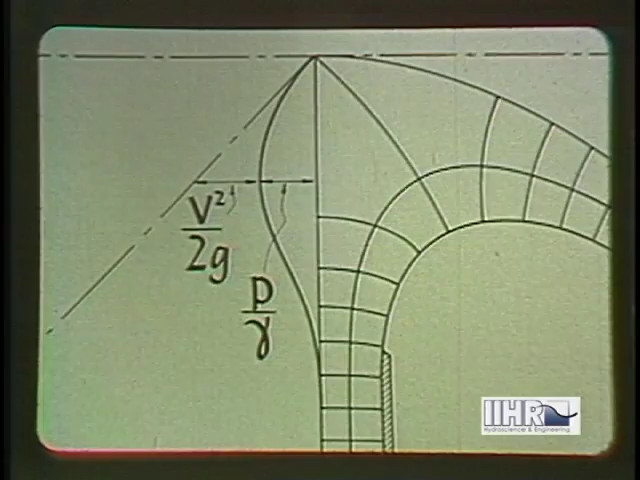 V²
2g
p
γ
IIHR
Hydroscience & Engineering